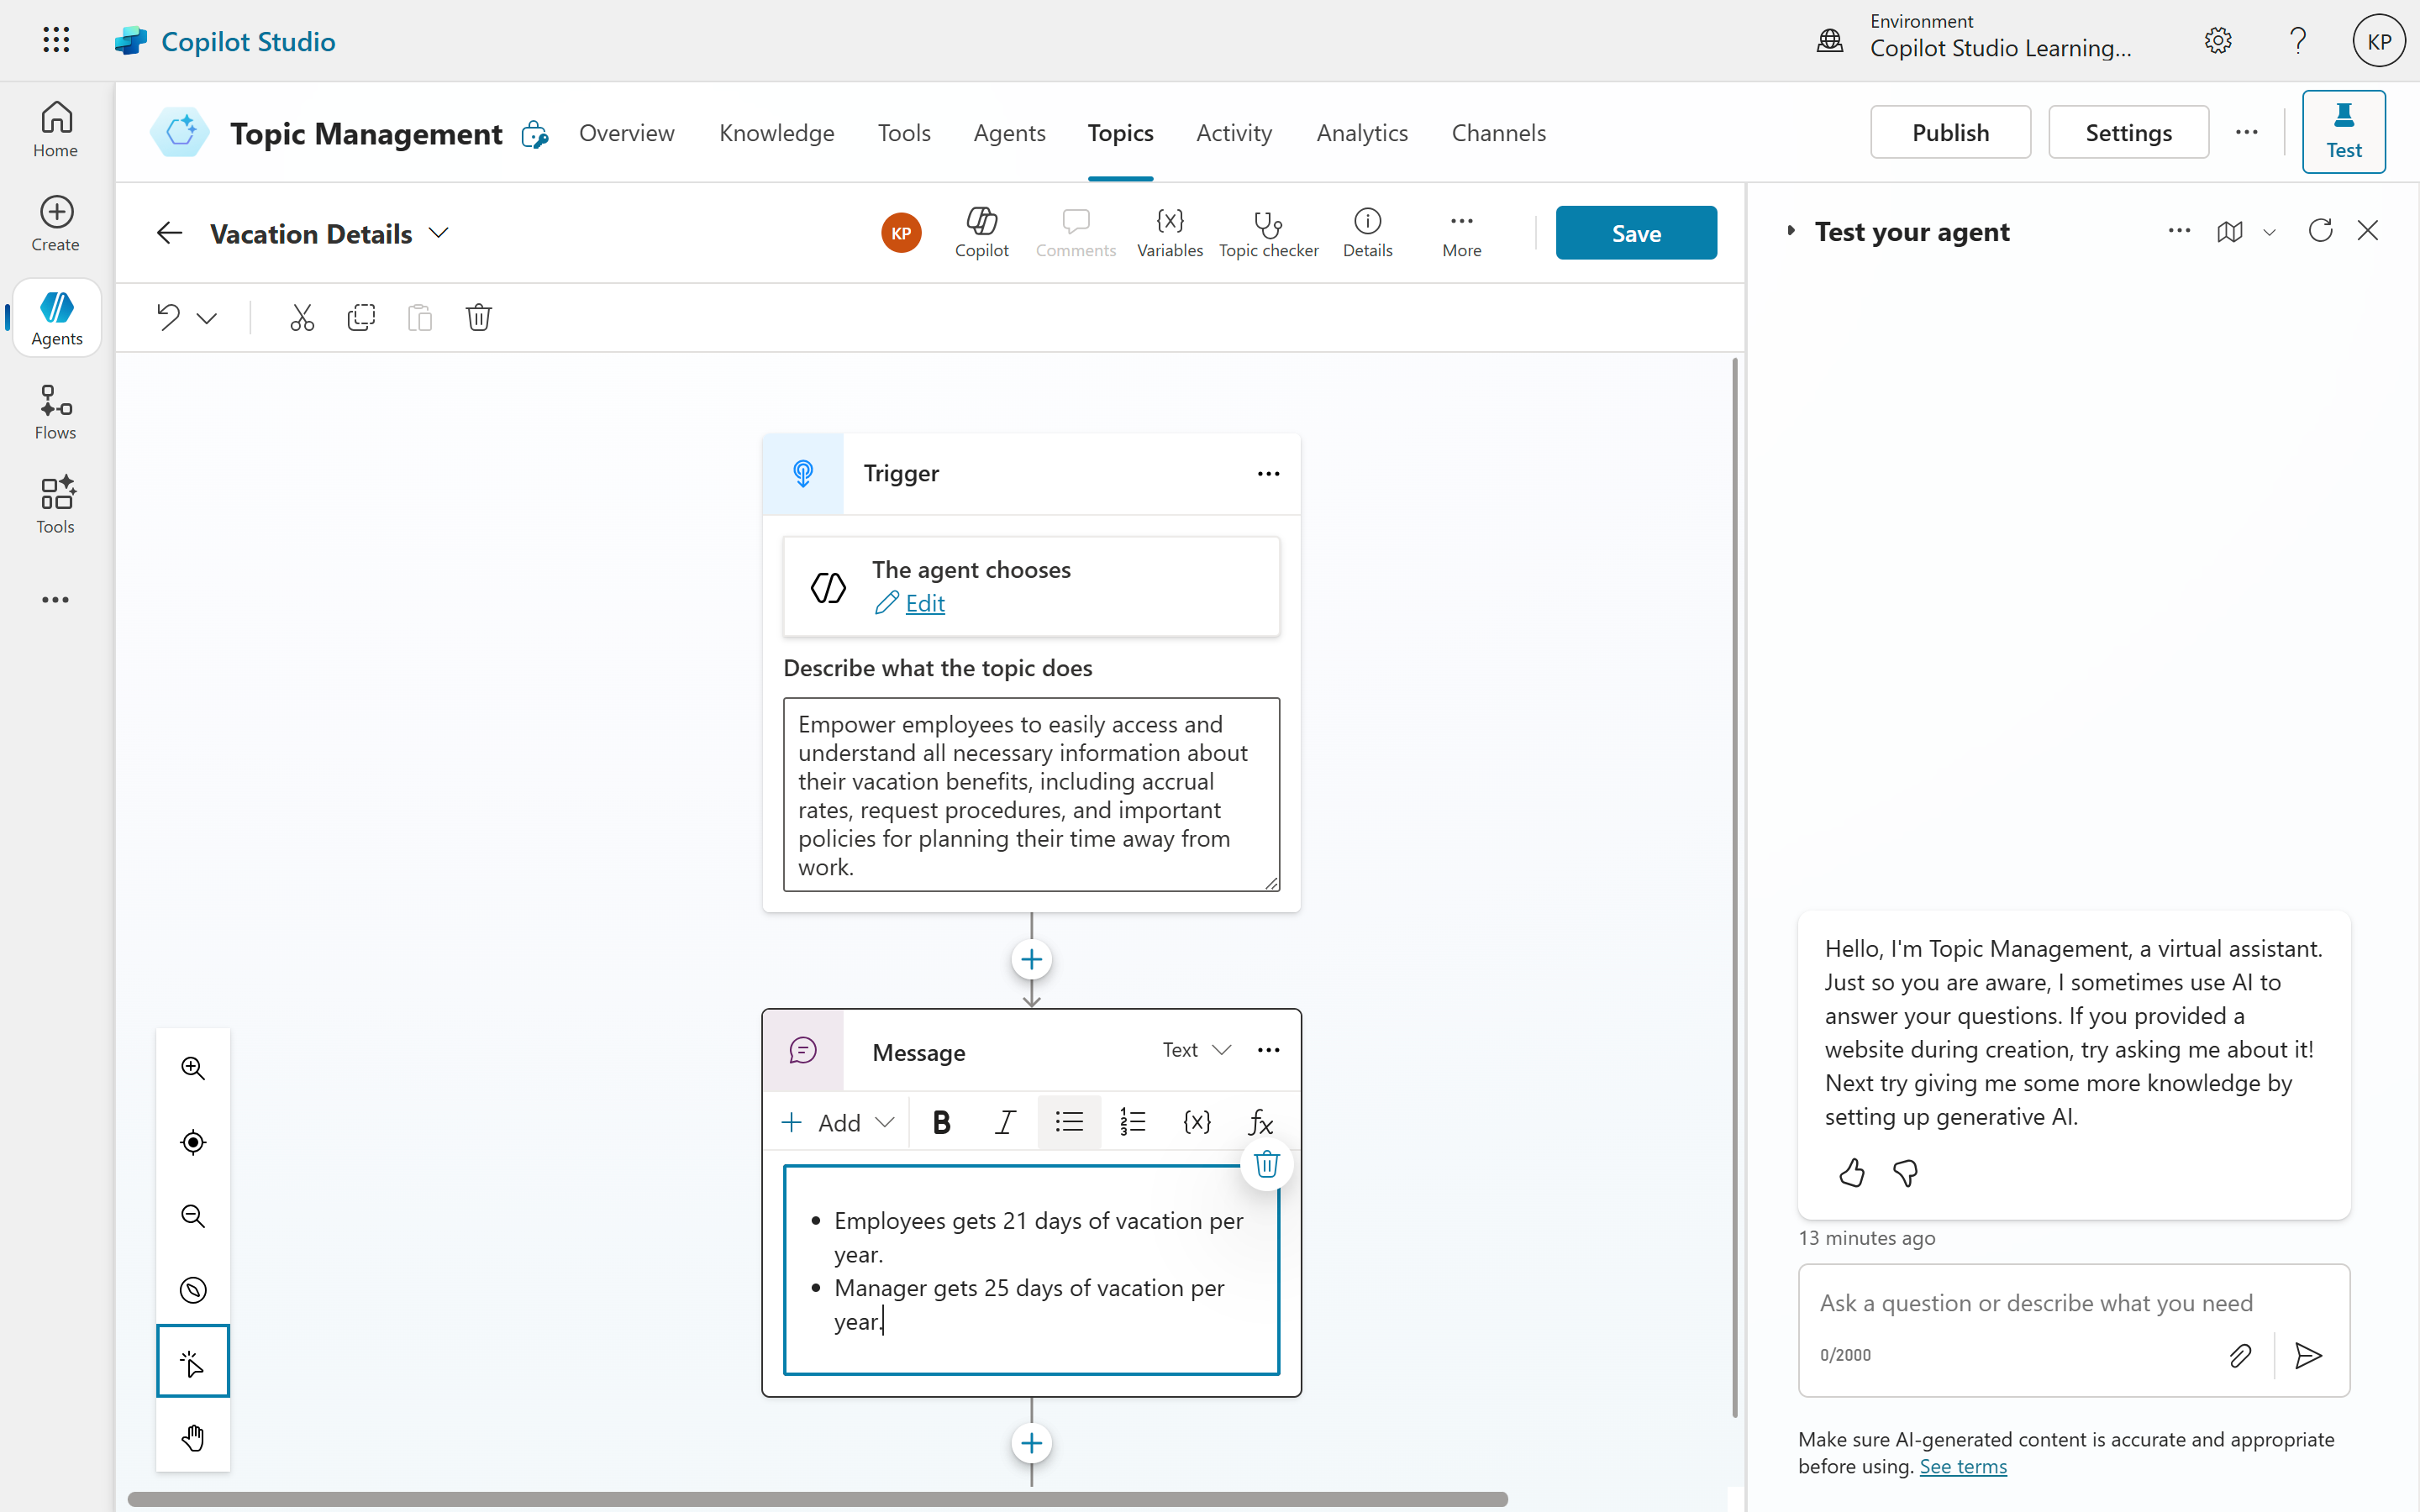 Copilot Studio
Environment
Copilot Studio Learning...
KP
Home
Create
Agents
Flows
Tools
Topic Management
Overview
Knowledge
Tools
Agents
Topics
Activity
Analytics
Channels
Publish
Settings
Test
Vacation Details
KP
Copilot
Comments
Variables
Topic checker
Details
More
Save
Trigger
The agent chooses
Edit
Describe what the topic does
Empower employees to easily access and
understand all necessary information about
their vacation benefits, including accrual
rates, request procedures, and important
policies for planning their time away from
work.
Message
Text
Add
Employees gets 21 days of vacation per
year.
Manager gets 25 days of vacation per
year.
Test your agent
Hello, I'm Topic Management, a virtual assistant.
Just so you are aware, I sometimes use AI to
answer your questions. If you provided a
website during creation, try asking me about it!
Next try giving me some more knowledge by
setting up generative AI.
13 minutes ago
Ask a question or describe what you need
0/2000
Make sure AI-generated content is accurate and appropriate
before using. See terms